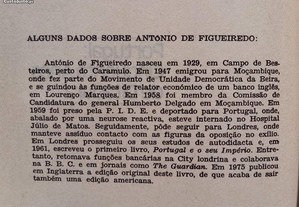 ALGUNS DADOS SOBRE ANTONIO DE FIGUEIREDO:
António de Figueiredo nasceu em 1929, em Campo de Bes-
teiros, perto do Caramulo. Em 1947 emigrou para Moçambique,
onde fez parte do Movimento de Unidade Democrática da Beira,
e se guindou às funções de relator económico de um banco inglês,
em Lourenço Marques. Em 1958 foi membro da Comissão de
Candidatura do general Humberto Delgado em Moçambique. Em
1959 foi preso pela P. I. D. E. e deportado para Portugal, onde,
abalado por uma neurose reactiva, esteve internado no Hospital
Júlio de Matos. Seguidamente, pôde seguir para Londres, onde
manteve assíduo contacto com as figuras da oposição no exílio.
Em Londres prosseguiu os seus estudos de autodidacta e, em
1961, escreveu o primeiro livro, Portugal e o seu Império. Entre-
tanto, retomava funções bancárias na City londrina e colaborava
na B. B. C. e em jornais como The Guardian. Em 1975 publicou
em Inglaterra a edição original deste livro, de que acaba de sair
também uma edição americana.